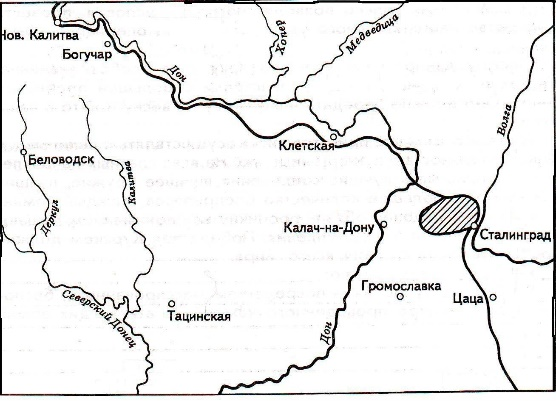 Нов. Калитва
Богучар
Дон
Хопер
Медведица
Волга
Клетская
Беловодск
Калитва
Деркул
Калач-на-Дону
Сталинград
Громославка
Цаца
Северский Донец
Тацинская
Дон